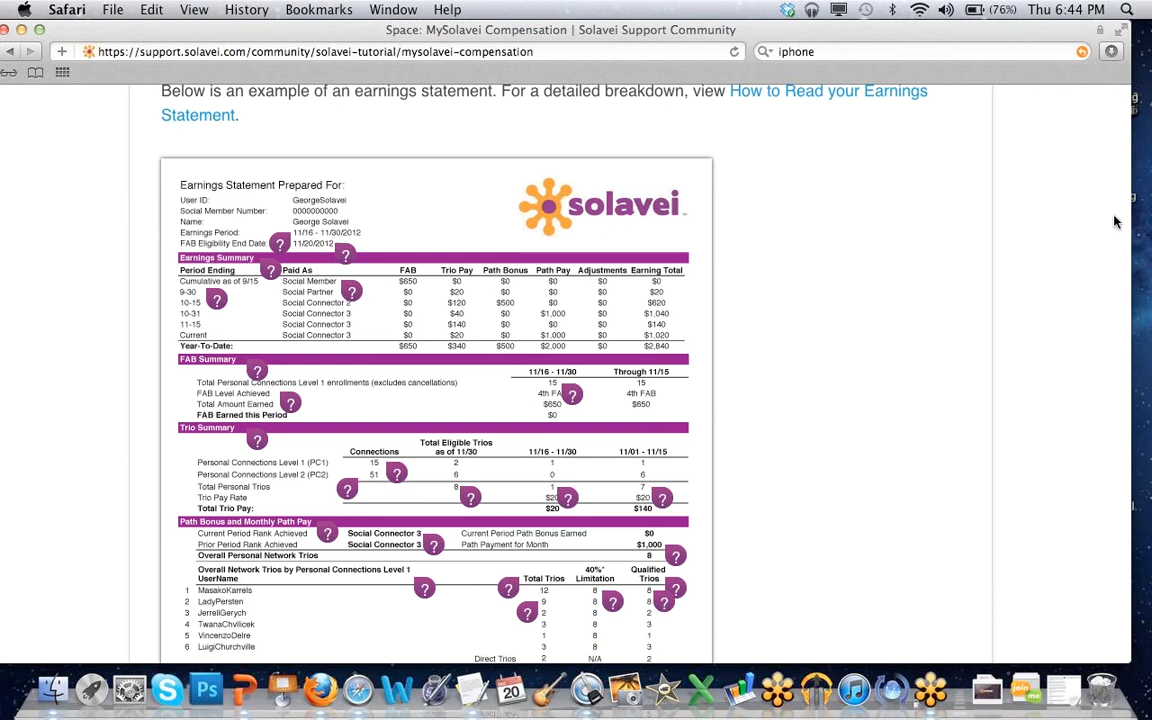 Safari File Edit View History Bookmarks Window Help (76%) Thu 6:44 PM
Space: MySolavei Compensation | Solavei Support Community
https://support.solavei.com/community/solavei-tutorial/mysolavei-compensation iphone
Below is an example of an earnings statement. For a detailed breakdown, view How to Read your Earnings
Statement.
Earnings Statement Prepared For:
solavei
User ID: GeorgeSolavei
Social Member Number: 0000000000
Name: George Solavei
Earnings Period: 11/16 - 11/30/2012
FAB Eligibility End Date: ? 11/20/2012 ?
Earnings Summary
Period Ending ? Paid As FAB Trio Pay Path Bonus Path Pay Adjustments Earning Total
Cumulative as of 9/15 Social Member $650 $0 $0 $0 $0 $0
9-30 ? Social Partner ? $0 $20 $0 $0 $0 $20
10-15 Social Connector 2 $0 $120 $500 $0 $0 $620
10-31 Social Connector 3 $0 $40 $0 $1,000 $0 $1,040
11-15 Social Connector 3 $0 $140 $0 $0 $0 $140
Current Social Connector 3 $0 $20 $0 $1,000 $0 $1,020
Year-To-Date: $650 $340 $500 $2,000 $0 $2,840
FAB Summary
? 11/16 - 11/30 Through 11/15
Total Personal Connections Level 1 enrollments (excludes cancellations) 15 15
FAB Level Achieved 4th FA ? 4th FAB
Total Amount Earned ? $650 $650
FAB Earned this Period $0
Trio Summary
?
Total Eligible Trios
Connections as of 11/30 11/16 - 11/30 11/01 - 11/15
Personal Connections Level 1 (PC1) 15 2 1 1
Personal Connections Level 2 (PC2) 51 ? 6 0 6
Total Personal Trios ? 8 1 7
Trio Pay Rate ? $20 ? $20 ?
Total Trio Pay: $20 $140
Path Bonus and Monthly Path Pay
Current Period Rank Achieved ? Social Connector 3 Current Period Path Bonus Earned $0
Prior Period Rank Achieved Social Connector 3 ? Path Payment for Month $1,000
Overall Personal Network Trios 8 ?
Overall Network Trios by Personal Connections Level 1 40%* Qualified
UserName ? ? Total Trios Limitation Trios ?
1 MasakoKarrels 12 8 8
2 LadyPersten 9 8 ? 8 ?
3 JerrellGerych ? 2 8 2
4 TwanaChvilicek 3 8 3
5 VincenzoDelre 1 8 1
6 LuigiChurchville 3 8 3
Direct Trios 2 N/A 2